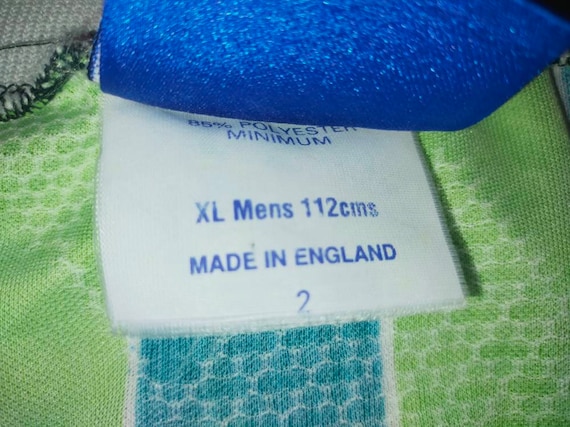 85% POLYESTER
MINIMUM
XL Mens 112cms
MADE IN ENGLAND
2